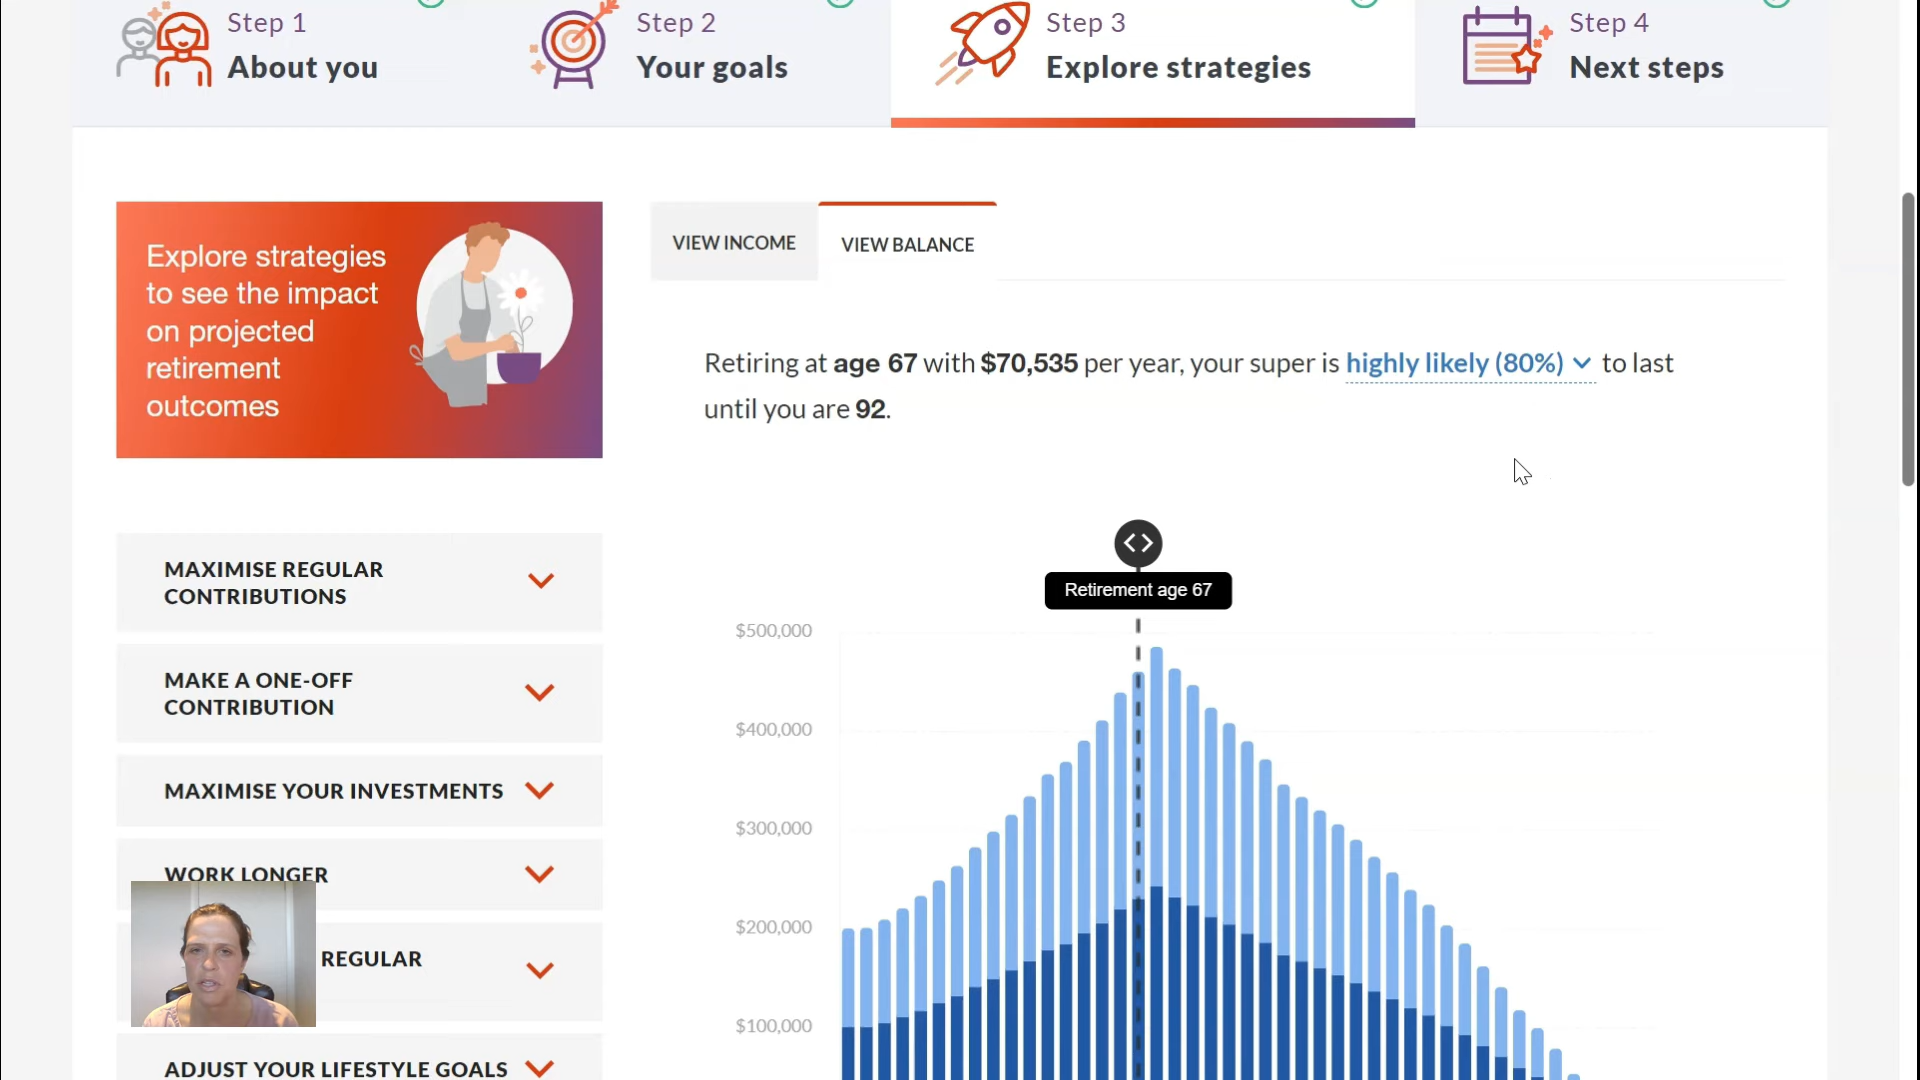 Step 1
About you
Step 2
Your goals
Step 3
Explore strategies
Step 4
Next steps
Explore strategies
to see the impact
on projected
retirement
outcomes
VIEW INCOME
VIEW BALANCE
Retiring at age 67 with $70,535 per year, your super is highly likely (80%) to last
until you are 92.
MAXIMISE REGULAR
CONTRIBUTIONS
MAKE A ONE-OFF
CONTRIBUTION
MAXIMISE YOUR INVESTMENTS
WORK LONGER
REGULAR
ADJUST YOUR LIFESTYLE GOALS
Retirement age 67
$500,000
$400,000
$300,000
$200,000
$100,000